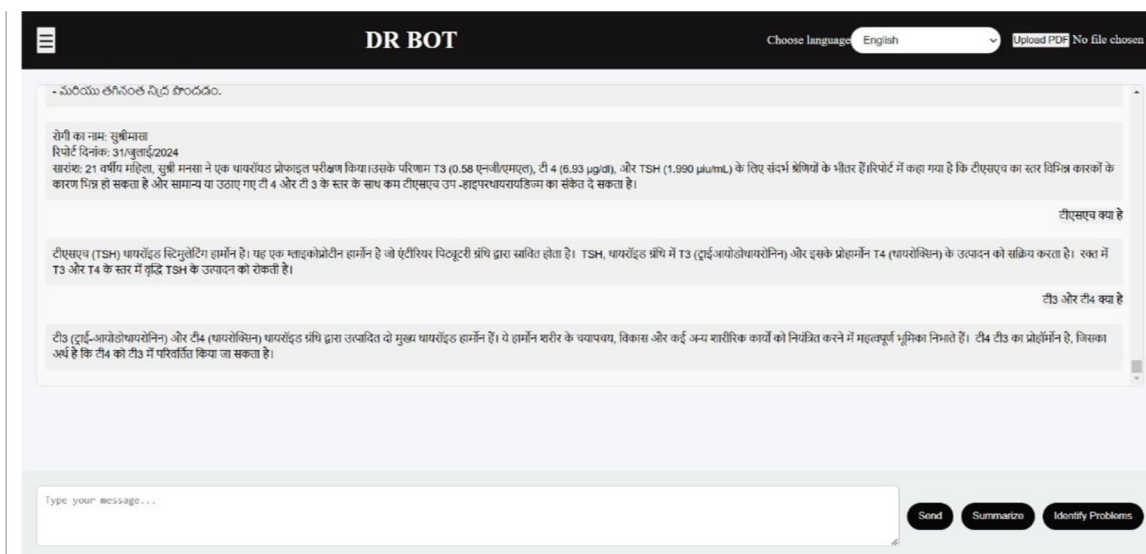 ☰
DR BOT
Choose language English Upload PDF No file chosen
- మరియు తగినంత నిద్ర పొందడం.
रोगी का नाम: सुश्रीमासा
रिपोर्ट दिनांक: 31/जुलाई/2024
सारांश: 21 वर्षीय महिला, सुश्री मनसा ने एक थायरॉयड प्रोफाइल परीक्षण किया।उसके परिणाम T3 (0.58 एनजी/एमएल), टी 4 (6.93 µg/dl), और TSH (1.990 µiu/mL) के लिए संदर्भ श्रेणियों के भीतर हैं।रिपोर्ट में कहा गया है कि टीएसएच का स्तर विभिन्न कारकों के
कारण भिन्न हो सकता है और सामान्य या उठाए गए टी 4 और टी 3 के स्तर के साथ कम टीएसएच उप -हाइपरथायरायडिज्म का संकेत दे सकता है।
टीएसएच क्या है
टीएसएच (TSH) थायरॉइड स्टिमुलेटिंग हार्मोन है। यह एक ग्लाइकोप्रोटीन हार्मोन है जो एंटीरियर पिट्यूटरी ग्रंथि द्वारा स्रावित होता है। TSH, थायरॉइड ग्रंथि में T3 (ट्राईआयोडोथायरोनिन) और इसके प्रोहार्मोन T4 (थायरोक्सिन) के उत्पादन को सक्रिय करता है। रक्त में
T3 और T4 के स्तर में वृद्धि TSH के उत्पादन को रोकती है।
टी3 और टी4 क्या है
टी3 (ट्राई-आयोडोथायरोनिन) और टी4 (थायरोक्सिन) थायरॉइड ग्रंथि द्वारा उत्पादित दो मुख्य थायरॉइड हार्मोन हैं। ये हार्मोन शरीर के चयापचय, विकास और कई अन्य शारीरिक कार्यों को नियंत्रित करने में महत्वपूर्ण भूमिका निभाते हैं। टी4 टी3 का प्रोहॉर्मोन है, जिसका
अर्थ है कि टी4 को टी3 में परिवर्तित किया जा सकता है।
Type your message...
Send Summarize Identify Problems